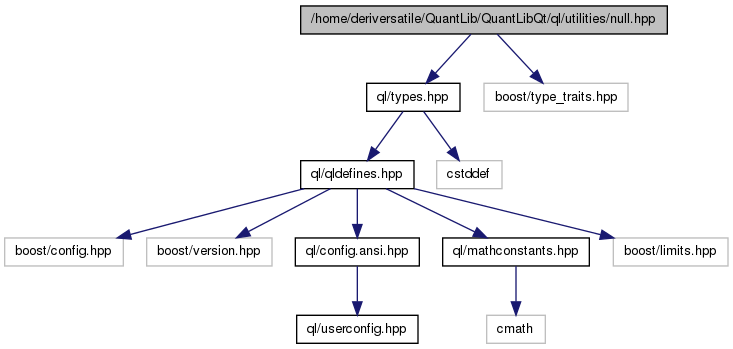 /home/deriversatile/QuantLib/QuantLibQt/ql/utilities/null.hpp
ql/types.hpp
boost/type_traits.hpp
ql/qldefines.hpp
cstddef
boost/config.hpp
boost/version.hpp
ql/config.ansi.hpp
ql/mathconstants.hpp
boost/limits.hpp
ql/userconfig.hpp
cmath